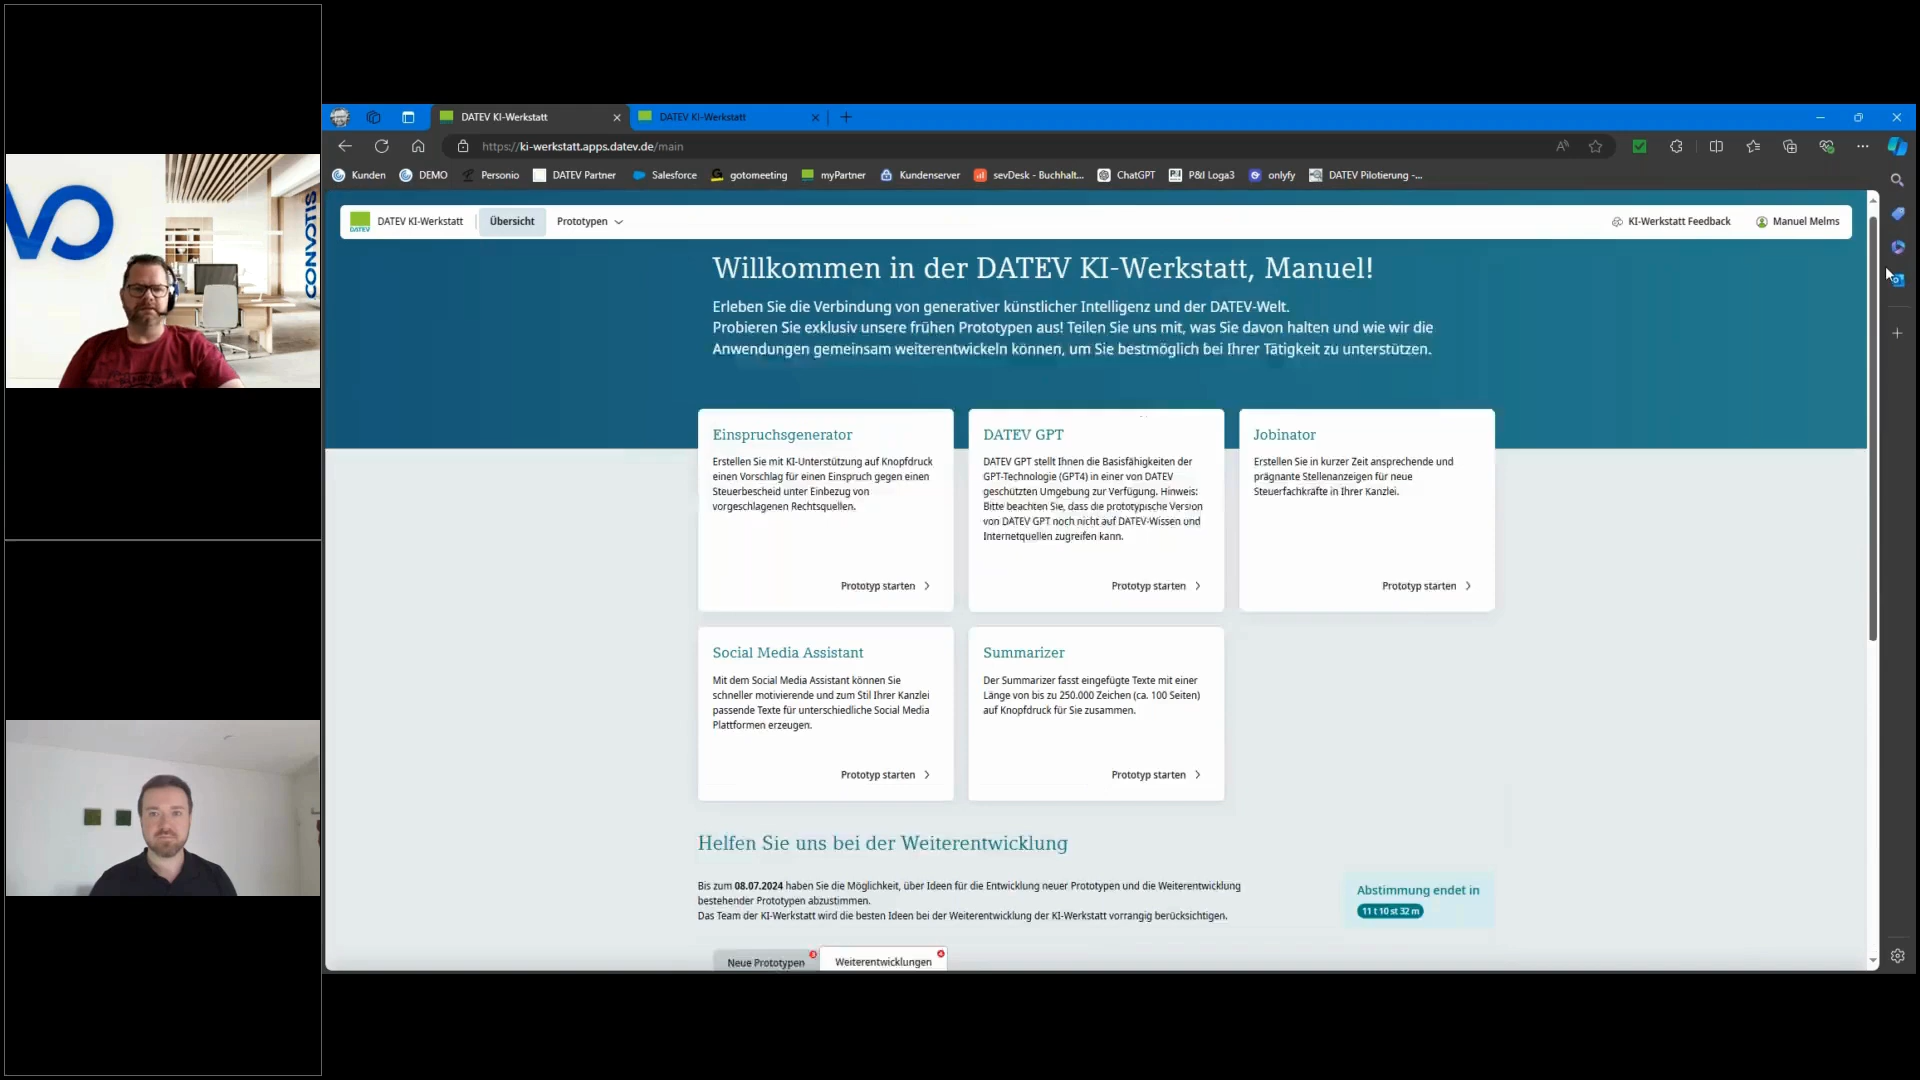 CONVOTIS
DATEV KI-Werkstatt
DATEV KI-Werkstatt
https://ki-werkstatt.apps.datev.de/main
Kunden
DEMO
Personio
DATEV Partner
Salesforce
gotomeeting
myPartner
Kundenserver
sevDesk - Buchhalt...
ChatGPT
P&I Loga3
onlyfy
DATEV Pilotierung -...
DATEV
DATEV KI-Werkstatt
Übersicht
Prototypen
KI-Werkstatt Feedback
Manuel Melms
Willkommen in der DATEV KI-Werkstatt, Manuel!
Erleben Sie die Verbindung von generativer künstlicher Intelligenz und der DATEV-Welt.
Probieren Sie exklusiv unsere frühen Prototypen aus! Teilen Sie uns mit, was Sie davon halten und wie wir die
Anwendungen gemeinsam weiterentwickeln können, um Sie bestmöglich bei Ihrer Tätigkeit zu unterstützen.
Einspruchsgenerator
Erstellen Sie mit KI-Unterstützung auf Knopfdruck
einen Vorschlag für einen Einspruch gegen einen
Steuerbescheid unter Einbezug von
vorgeschlagenen Rechtsquellen.
Prototyp starten
DATEV GPT
DATEV GPT stellt Ihnen die Basisfähigkeiten der
GPT-Technologie (GPT4) in einer von DATEV
geschützten Umgebung zur Verfügung. Hinweis:
Bitte beachten Sie, dass die prototypische Version
von DATEV GPT noch nicht auf DATEV-Wissen und
Internetquellen zugreifen kann.
Prototyp starten
Jobinator
Erstellen Sie in kurzer Zeit ansprechende und
prägnante Stellenanzeigen für neue
Steuerfachkräfte in Ihrer Kanzlei.
Prototyp starten
Social Media Assistant
Mit dem Social Media Assistant können Sie
schneller motivierende und zum Stil Ihrer Kanzlei
passende Texte für unterschiedliche Social Media
Plattformen erzeugen.
Prototyp starten
Summarizer
Der Summarizer fasst eingefügte Texte mit einer
Länge von bis zu 250.000 Zeichen (ca. 100 Seiten)
auf Knopfdruck für Sie zusammen.
Prototyp starten
Helfen Sie uns bei der Weiterentwicklung
Bis zum 08.07.2024 haben Sie die Möglichkeit, über Ideen für die Entwicklung neuer Prototypen und die Weiterentwicklung
bestehender Prototypen abzustimmen.
Das Team der KI-Werkstatt wird die besten Ideen bei der Weiterentwicklung der KI-Werkstatt vorrangig berücksichtigen.
Abstimmung endet in
11 t 10 st 32 m
Neue Prototypen
Weiterentwicklungen